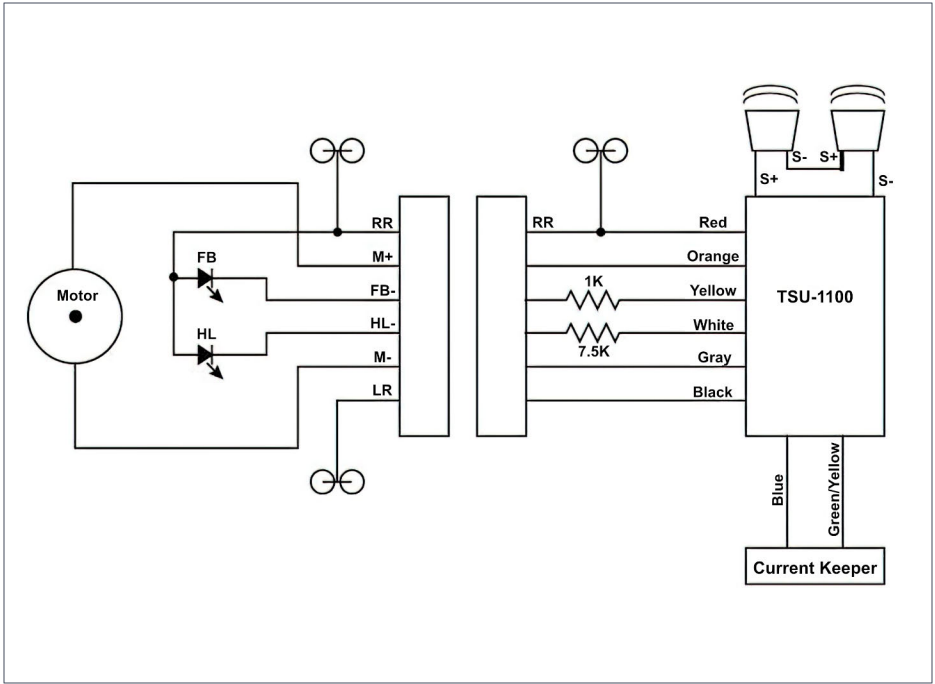 S- S+
S+
S-
RR
RR
Red
M+
Orange
FB
FB-
1K
Yellow
Motor
TSU-1100
HL
HL-
7.5K
White
M-
Gray
LR
Black
Blue
Green/Yellow
Current Keeper